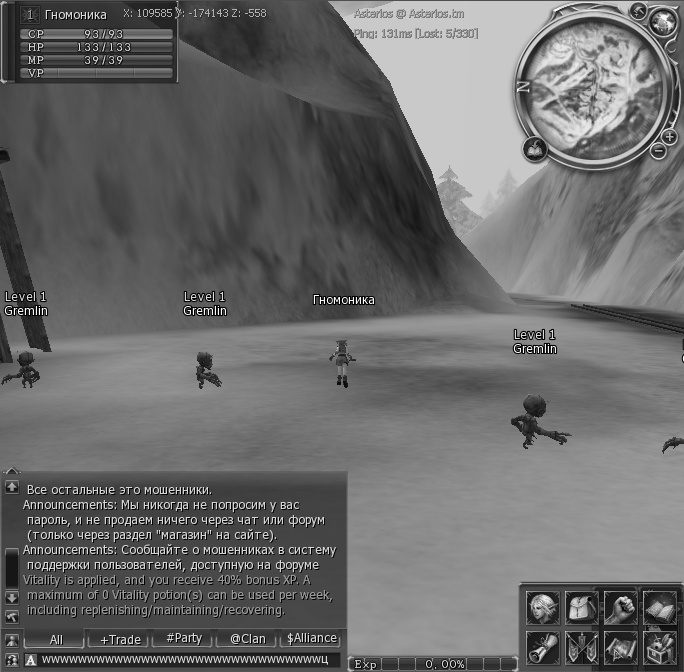 1 Гномоника X: 109585 Y: -174143 Z: -558
Asterios @ Asterios.tm
CP 93/93
Ping: 131ms [Lost: 5/330]
HP 133/133
MP 39/39
VP
N
Level 1
Gremlin
Level 1
Gremlin
Гномоника
Level 1
Gremlin
Все остальные это мошенники.
Announcements: Мы никогда не попросим у вас
пароль, и не продаем ничего через чат или форум
(только через раздел "магазин" на сайте).
Announcements: Сообщайте о мошенниках в систему
поддержки пользователей, доступную на форуме
Vitality is applied, and you receive 40% bonus XP. A
maximum of 0 Vitality potion(s) can be used per week,
including replenishing/maintaining/recovering.
All +Trade #Party @Clan $Alliance
A
Exp 0.00%